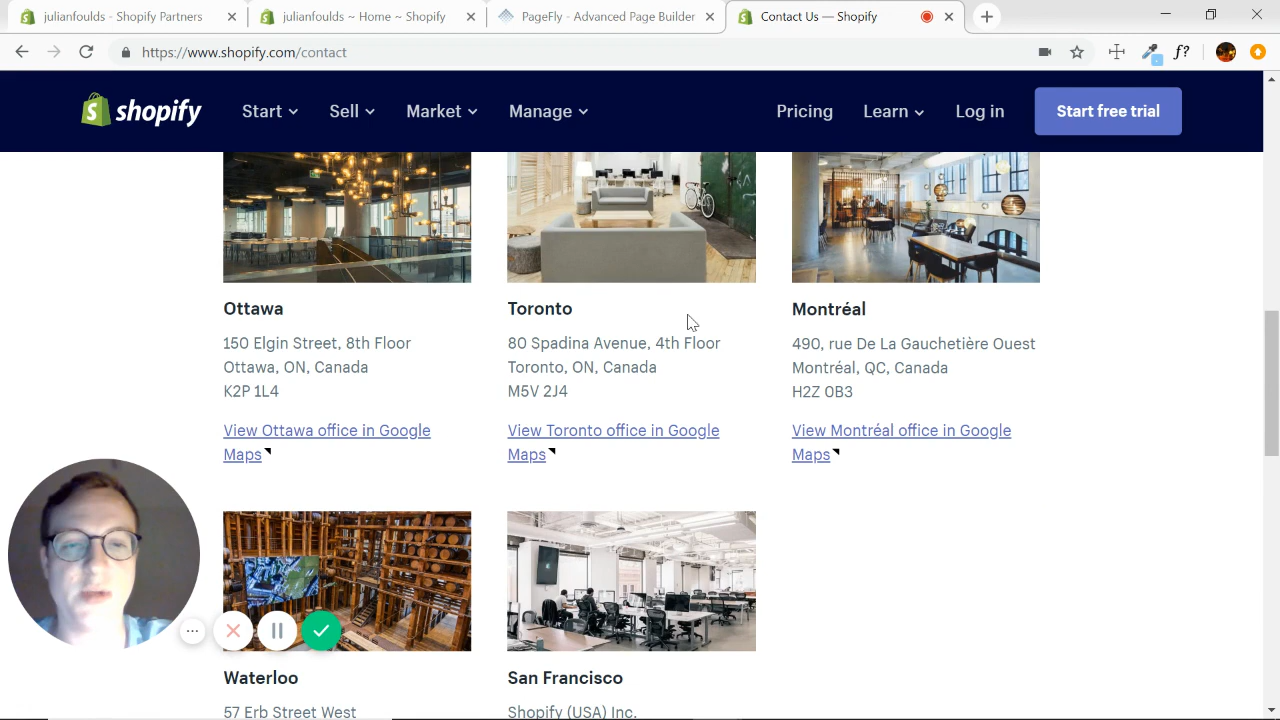 julianfoulds - Shopify Partners
julianfoulds ~ Home ~ Shopify
PageFly - Advanced Page Builder
Contact Us — Shopify
https://www.shopify.com/contact
f?
shopify
Start
Sell
Market
Manage
Pricing
Learn
Log in
Start free trial
Ottawa
150 Elgin Street, 8th Floor
Ottawa, ON, Canada
K2P 1L4
View Ottawa office in Google
Maps
Toronto
80 Spadina Avenue, 4th Floor
Toronto, ON, Canada
M5V 2J4
View Toronto office in Google
Maps
Montréal
490, rue De La Gauchetière Ouest
Montréal, QC, Canada
H2Z 0B3
View Montréal office in Google
Maps
Waterloo
57 Erb Street West
San Francisco
Shopify (USA) Inc.